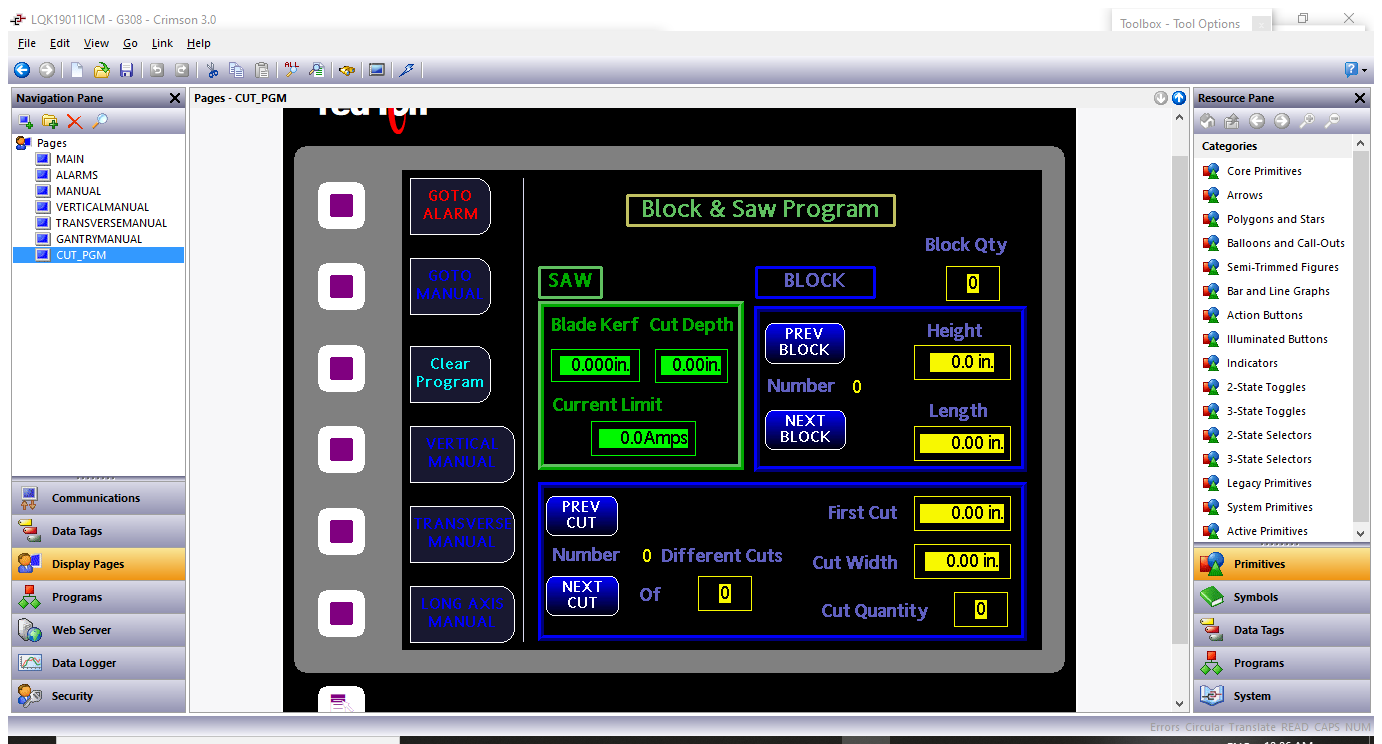 LQK19011ICM - G308 - Crimson 3.0
Toolbox - Tool Options
File Edit View Go Link Help
Navigation Pane
Pages - CUT_PGM
Resource Pane
Pages
MAIN
ALARMS
MANUAL
VERTICALMANUAL
TRANSVERSEMANUAL
GANTRYMANUAL
CUT_PGM
Communications
Data Tags
Display Pages
Programs
Web Server
Data Logger
Security
GOTO
ALARM
GOTO
MANUAL
Clear
Program
VERTICAL
MANUAL
TRANSVERSE
MANUAL
LONG AXIS
MANUAL
Block & Saw Program
Block Qty
0
SAW
Blade Kerf Cut Depth
0.000in. 0.00in.
Current Limit
0.0Amps
BLOCK
PREV
BLOCK
Number 0
NEXT
BLOCK
Height
0.0 in.
Length
0.00 in.
PREV
CUT
Number 0 Different Cuts
NEXT
CUT
Of 0
First Cut 0.00 in.
Cut Width 0.00 in.
Cut Quantity 0
Categories
Core Primitives
Arrows
Polygons and Stars
Balloons and Call-Outs
Semi-Trimmed Figures
Bar and Line Graphs
Action Buttons
Illuminated Buttons
Indicators
2-State Toggles
3-State Toggles
2-State Selectors
3-State Selectors
Legacy Primitives
System Primitives
Active Primitives
Primitives
Symbols
Data Tags
Programs
System
Errors Circular Translate READ CAPS NUM